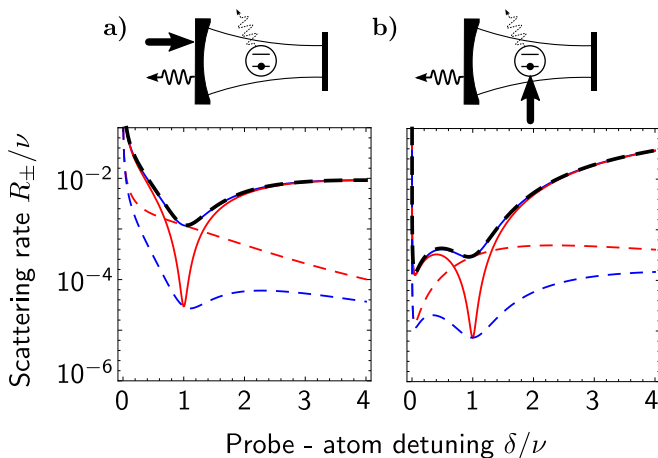 a) b)
Scattering rate R±/ν
10⁻²
10⁻⁴
10⁻⁶
0 1 2 3 4 0 1 2 3 4
Probe - atom detuning δ/ν